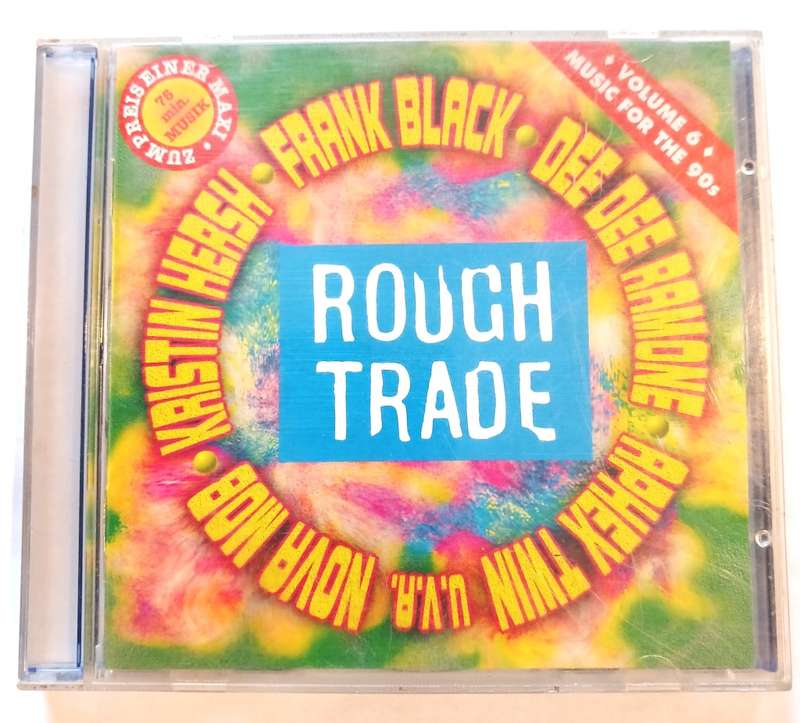 ZUM PREIS EINER MAXI •
76 min. MUSIK
♦ VOLUME 6 ♦
MUSIC FOR THE 90s
FRANK BLACK • DEE DEE RAMONE • APHEX TWIN U.V.A. NOVA MOB • KRISTIN HERSH •
ROUGH
TRADE